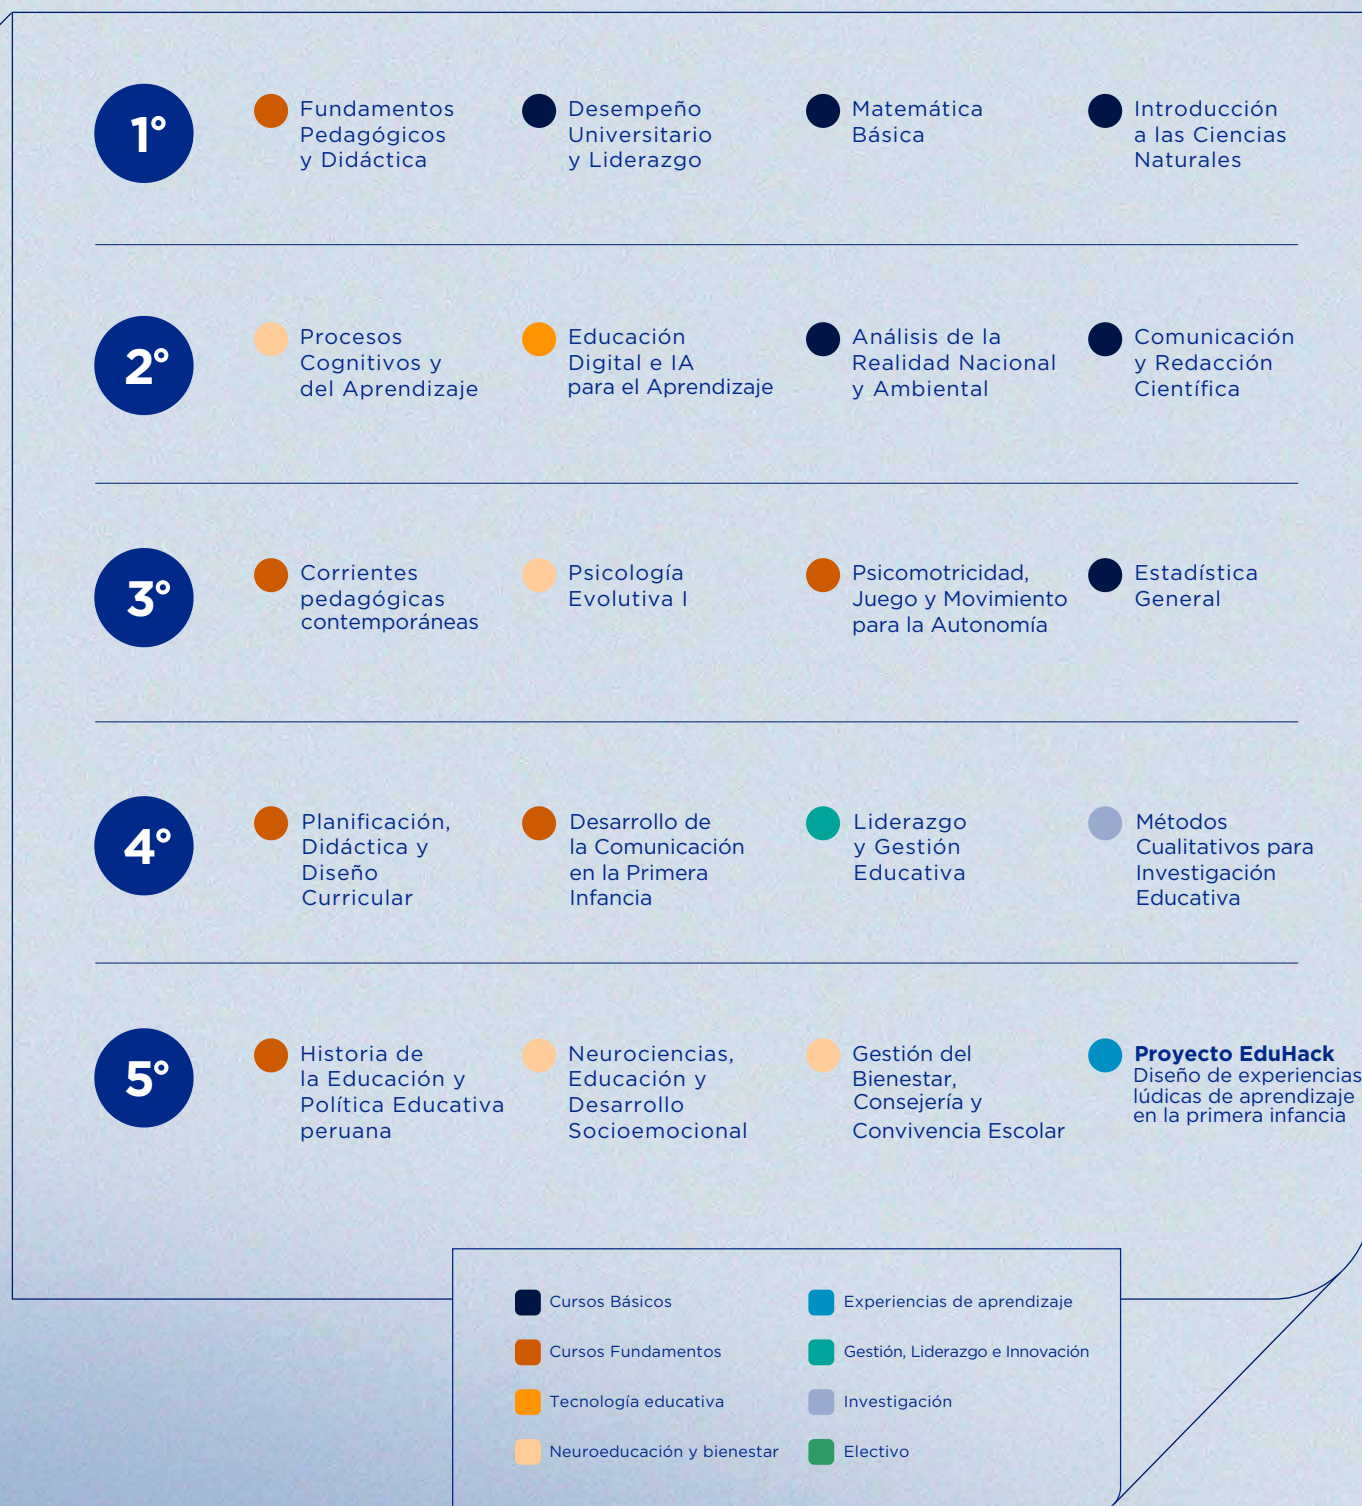 1°
Fundamentos
Pedagógicos
y Didáctica
Desempeño
Universitario
y Liderazgo
Matemática
Básica
Introducción
a las Ciencias
Naturales
2°
Procesos
Cognitivos y
del Aprendizaje
Educación
Digital e IA
para el Aprendizaje
Análisis de la
Realidad Nacional
y Ambiental
Comunicación
y Redacción
Científica
3°
Corrientes
pedagógicas
contemporáneas
Psicología
Evolutiva I
Psicomotricidad,
Juego y Movimiento
para la Autonomía
Estadística
General
4°
Planificación,
Didáctica y
Diseño
Curricular
Desarrollo de
la Comunicación
en la Primera
Infancia
Liderazgo
y Gestión
Educativa
Métodos
Cualitativos para
Investigación
Educativa
5°
Historia de
la Educación y
Política Educativa
peruana
Neurociencias,
Educación y
Desarrollo
Socioemocional
Gestión del
Bienestar,
Consejería y
Convivencia Escolar
Proyecto EduHack
Diseño de experiencias
lúdicas de aprendizaje
en la primera infancia
Cursos Básicos
Cursos Fundamentos
Tecnología educativa
Neuroeducación y bienestar
Experiencias de aprendizaje
Gestión, Liderazgo e Innovación
Investigación
Electivo